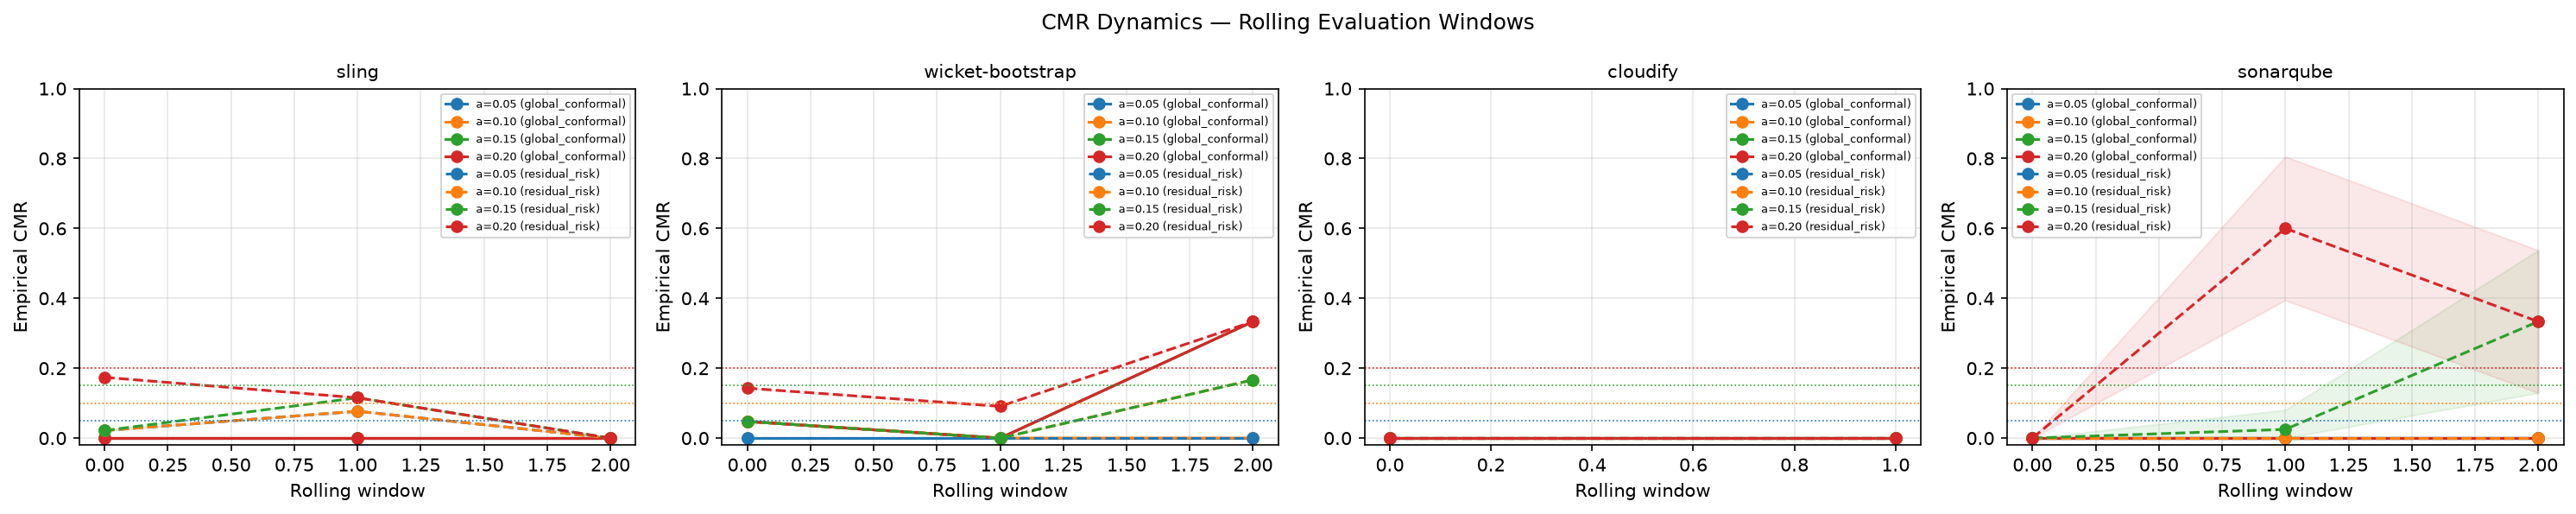 CMR Dynamics — Rolling Evaluation Windows
sling
Empirical CMR
1.0
0.8
0.6
0.4
0.2
0.0
a=0.05 (global_conformal)
a=0.10 (global_conformal)
a=0.15 (global_conformal)
a=0.20 (global_conformal)
a=0.05 (residual_risk)
a=0.10 (residual_risk)
a=0.15 (residual_risk)
a=0.20 (residual_risk)
0.00 0.25 0.50 0.75 1.00 1.25 1.50 1.75 2.00
Rolling window
wicket-bootstrap
Empirical CMR
1.0
0.8
0.6
0.4
0.2
0.0
a=0.05 (global_conformal)
a=0.10 (global_conformal)
a=0.15 (global_conformal)
a=0.20 (global_conformal)
a=0.05 (residual_risk)
a=0.10 (residual_risk)
a=0.15 (residual_risk)
a=0.20 (residual_risk)
0.00 0.25 0.50 0.75 1.00 1.25 1.50 1.75 2.00
Rolling window
cloudify
Empirical CMR
1.0
0.8
0.6
0.4
0.2
0.0
a=0.05 (global_conformal)
a=0.10 (global_conformal)
a=0.15 (global_conformal)
a=0.20 (global_conformal)
a=0.05 (residual_risk)
a=0.10 (residual_risk)
a=0.15 (residual_risk)
a=0.20 (residual_risk)
0.0 0.2 0.4 0.6 0.8 1.0
Rolling window
sonarqube
Empirical CMR
1.0
0.8
0.6
0.4
0.2
0.0
a=0.05 (global_conformal)
a=0.10 (global_conformal)
a=0.15 (global_conformal)
a=0.20 (global_conformal)
a=0.05 (residual_risk)
a=0.10 (residual_risk)
a=0.15 (residual_risk)
a=0.20 (residual_risk)
0.00 0.25 0.50 0.75 1.00 1.25 1.50 1.75 2.00
Rolling window